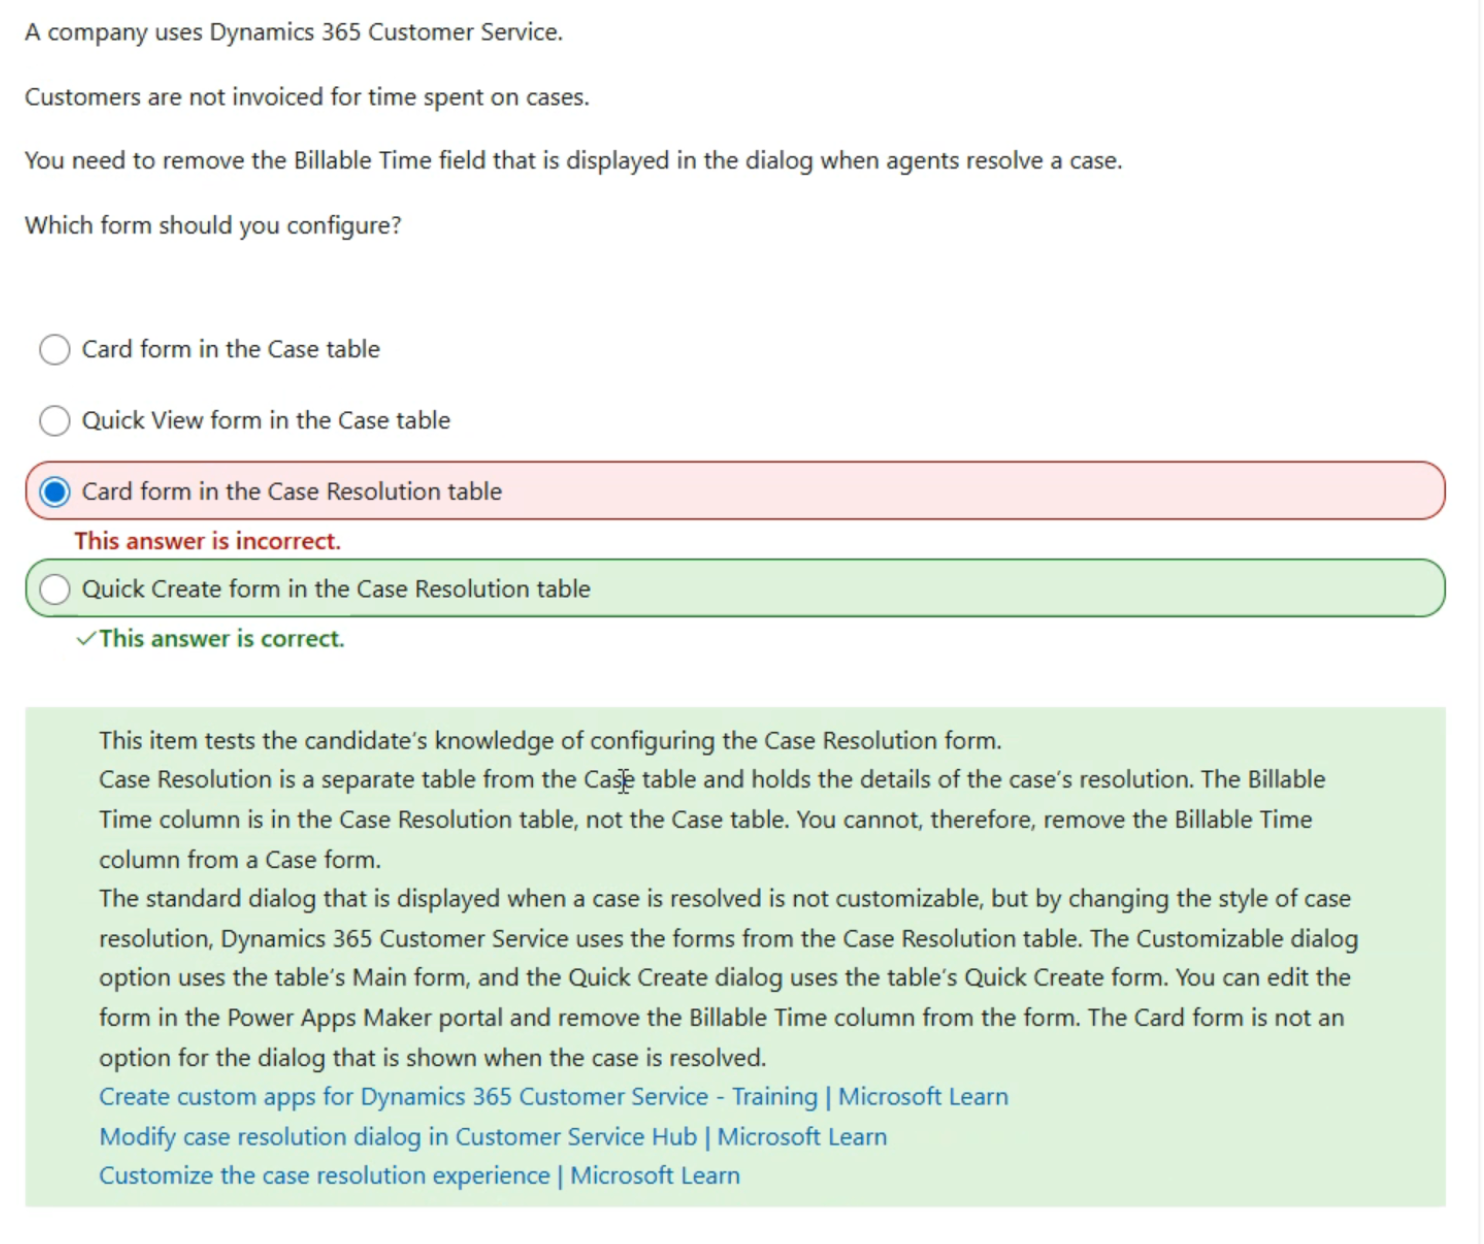 A company uses Dynamics 365 Customer Service.
Customers are not invoiced for time spent on cases.
You need to remove the Billable Time field that is displayed in the dialog when agents resolve a case.
Which form should you configure?
Card form in the Case table
Quick View form in the Case table
Card form in the Case Resolution table
This answer is incorrect.
Quick Create form in the Case Resolution table
✓This answer is correct.
This item tests the candidate's knowledge of configuring the Case Resolution form.
Case Resolution is a separate table from the Case table and holds the details of the case's resolution. The Billable
Time column is in the Case Resolution table, not the Case table. You cannot, therefore, remove the Billable Time
column from a Case form.
The standard dialog that is displayed when a case is resolved is not customizable, but by changing the style of case
resolution, Dynamics 365 Customer Service uses the forms from the Case Resolution table. The Customizable dialog
option uses the table's Main form, and the Quick Create dialog uses the table's Quick Create form. You can edit the
form in the Power Apps Maker portal and remove the Billable Time column from the form. The Card form is not an
option for the dialog that is shown when the case is resolved.
Create custom apps for Dynamics 365 Customer Service - Training | Microsoft Learn
Modify case resolution dialog in Customer Service Hub | Microsoft Learn
Customize the case resolution experience | Microsoft Learn